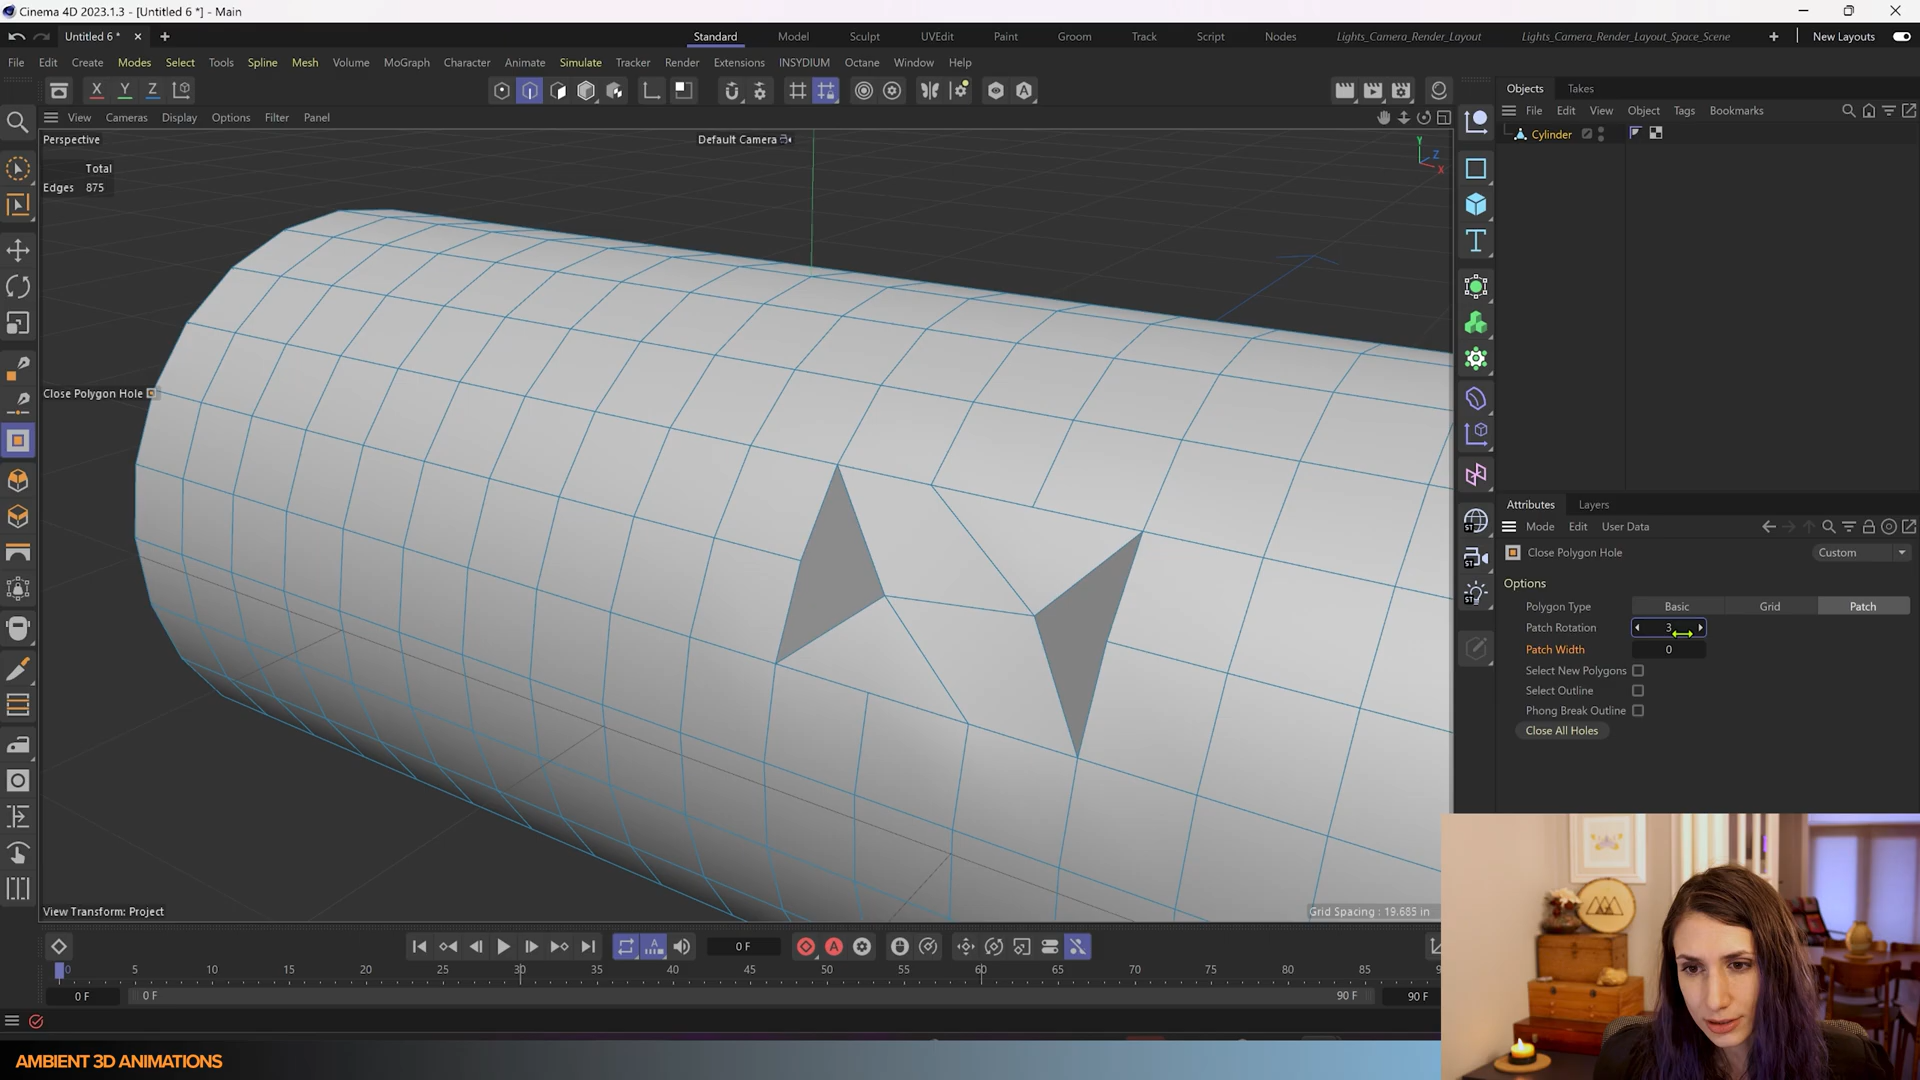 Cinema 4D 2023.1.3 - [Untitled 6 *] - Main
Untitled 6 *
Standard Model Sculpt UVEdit Paint Groom Track Script Nodes Lights_Camera_Render_Layout Lights_Camera_Render_Layout_Space_Scene New Layouts
File Edit Create Modes Select Tools Spline Mesh Volume MoGraph Character Animate Simulate Tracker Render Extensions INSYDIUM Octane Window Help
X Y Z
View Cameras Display Options Filter Panel
Perspective
Default Camera
Total
Edges 875
Y
Z
X
Close Polygon Hole
View Transform: Project
Grid Spacing : 19.685 in
Objects Takes
File Edit View Object Tags Bookmarks
Cylinder
Attributes Layers
Mode Edit User Data
Close Polygon Hole
Custom
Options
Polygon Type Basic Grid Patch
Patch Rotation 3
Patch Width 0
Select New Polygons
Select Outline
Phong Break Outline
Close All Holes
ST
ST
ST
0 F
0 5 10 15 20 25 30 35 40 45 50 55 60 65 70 75 80 85
0 F 0 F 90 F 90 F
AMBIENT 3D ANIMATIONS